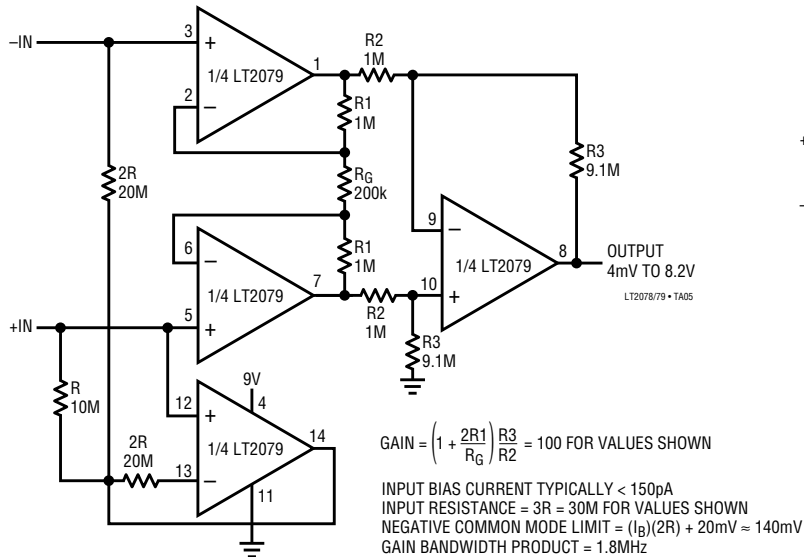 –IN
3
+
1/4 LT2079
2
–
1
R2
1M
R1
1M
RG
200k
R1
1M
2R
20M
6
–
1/4 LT2079
5
+
7
R2
1M
R3
9.1M
9
–
1/4 LT2079
10
+
8
R3
9.1M
OUTPUT
4mV TO 8.2V
LT2078/79 • TA05
+
–
+IN
R
10M
9V
4
12
+
1/4 LT2079
14
2R
20M
13
–
11
GAIN = (1 + 2R1/RG) R3/R2 = 100 FOR VALUES SHOWN
INPUT BIAS CURRENT TYPICALLY < 150pA
INPUT RESISTANCE = 3R = 30M FOR VALUES SHOWN
NEGATIVE COMMON MODE LIMIT = (IB)(2R) + 20mV ≈ 140mV
GAIN BANDWIDTH PRODUCT = 1.8MHz